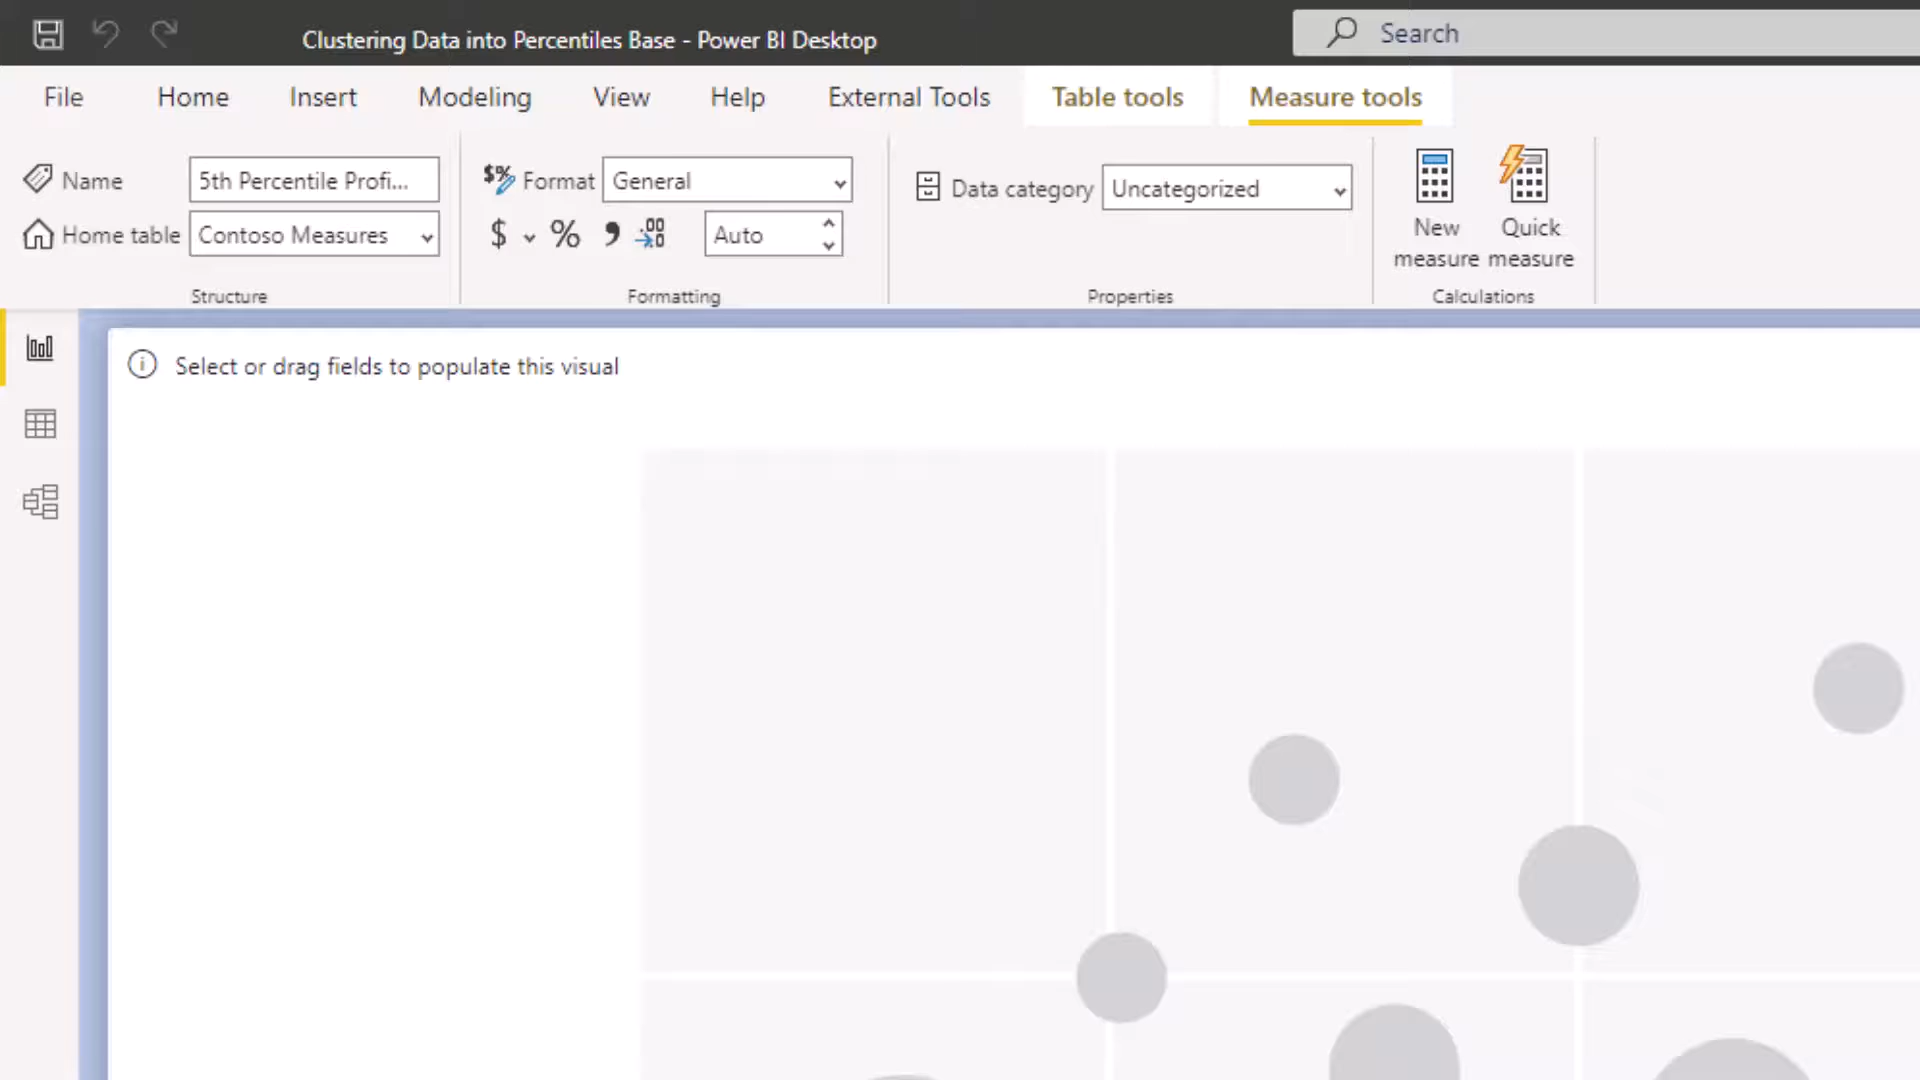 Clustering Data into Percentiles Base - Power BI Desktop
Search
File Home Insert Modeling View Help External Tools Table tools Measure tools
Name 5th Percentile Profi...
Home table Contoso Measures
Structure
$% Format General
$ % , .00 Auto
Formatting
Data category Uncategorized
Properties
New measure
Quick measure
Calculations
Select or drag fields to populate this visual